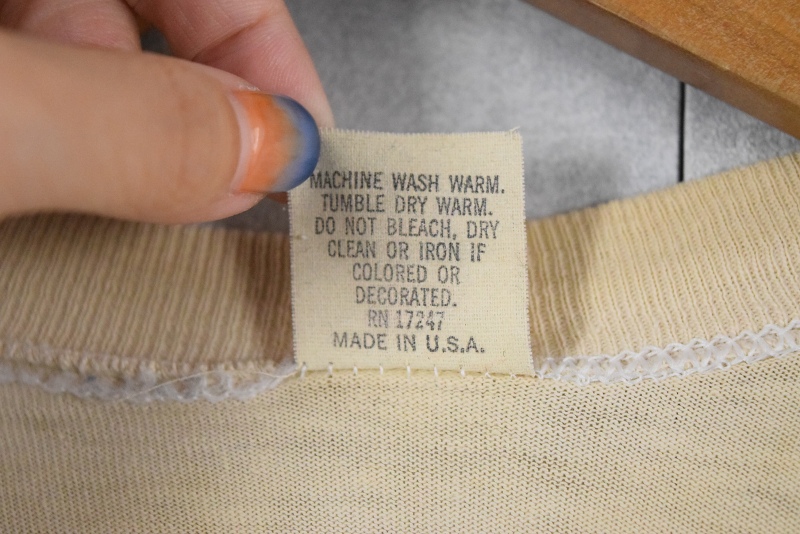 MACHINE WASH WARM.
TUMBLE DRY WARM.
DO NOT BLEACH, DRY
CLEAN OR IRON IF
COLORED OR
DECORATED.
RN 17247
MADE IN U.S.A.